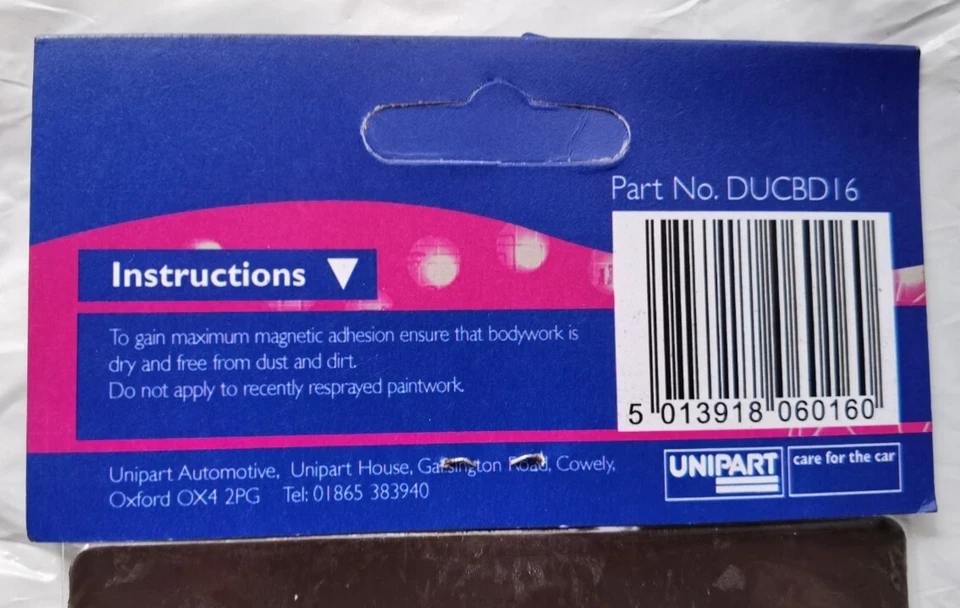 Part No. DUCBD16
Instructions
To gain maximum magnetic adhesion ensure that bodywork is
dry and free from dust and dirt.
Do not apply to recently resprayed paintwork.
5 013918 060160
Unipart Automotive, Unipart House, Garsington Road, Cowely,
Oxford OX4 2PG Tel: 01865 383940
UNIPART care for the car